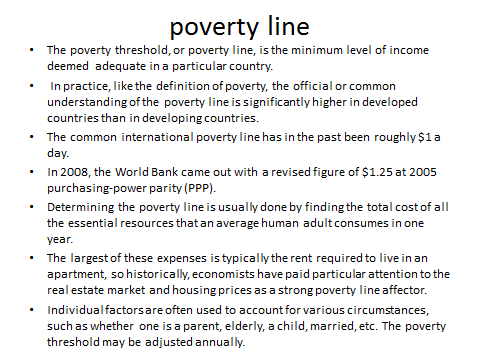 poverty line
• The poverty threshold, or poverty line, is the minimum level of income
deemed adequate in a particular country.
• In practice, like the definition of poverty, the official or common
understanding of the poverty line is significantly higher in developed
countries than in developing countries.
• The common international poverty line has in the past been roughly $1 a
day.
• In 2008, the World Bank came out with a revised figure of $1.25 at 2005
purchasing-power parity (PPP).
• Determining the poverty line is usually done by finding the total cost of all
the essential resources that an average human adult consumes in one
year.
• The largest of these expenses is typically the rent required to live in an
apartment, so historically, economists have paid particular attention to the
real estate market and housing prices as a strong poverty line affector.
• Individual factors are often used to account for various circumstances,
such as whether one is a parent, elderly, a child, married, etc. The poverty
threshold may be adjusted annually.